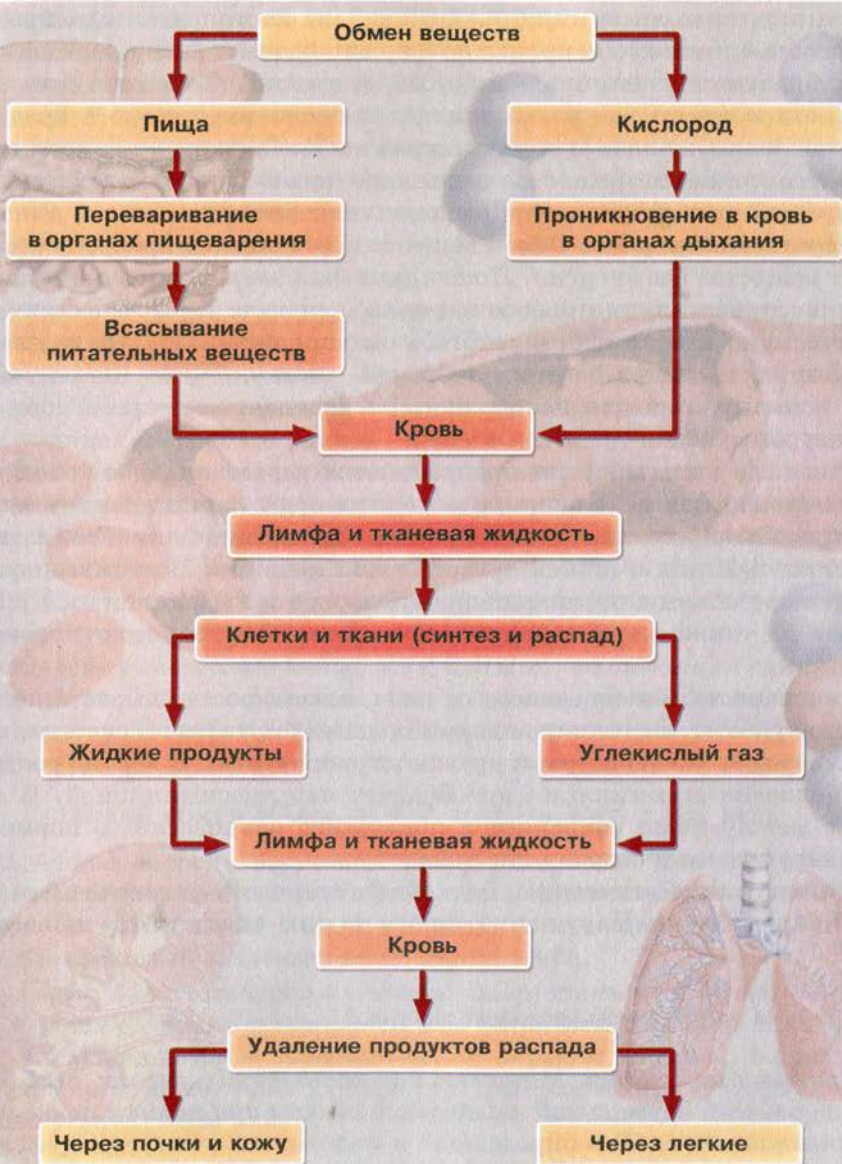 Обмен веществ
Пища
Кислород
Переваривание
в органах пищеварения
Проникновение в кровь
в органах дыхания
Всасывание
питательных веществ
Кровь
Лимфа и тканевая жидкость
Клетки и ткани (синтез и распад)
Жидкие продукты
Углекислый газ
Лимфа и тканевая жидкость
Кровь
Удаление продуктов распада
Через почки и кожу
Через легкие